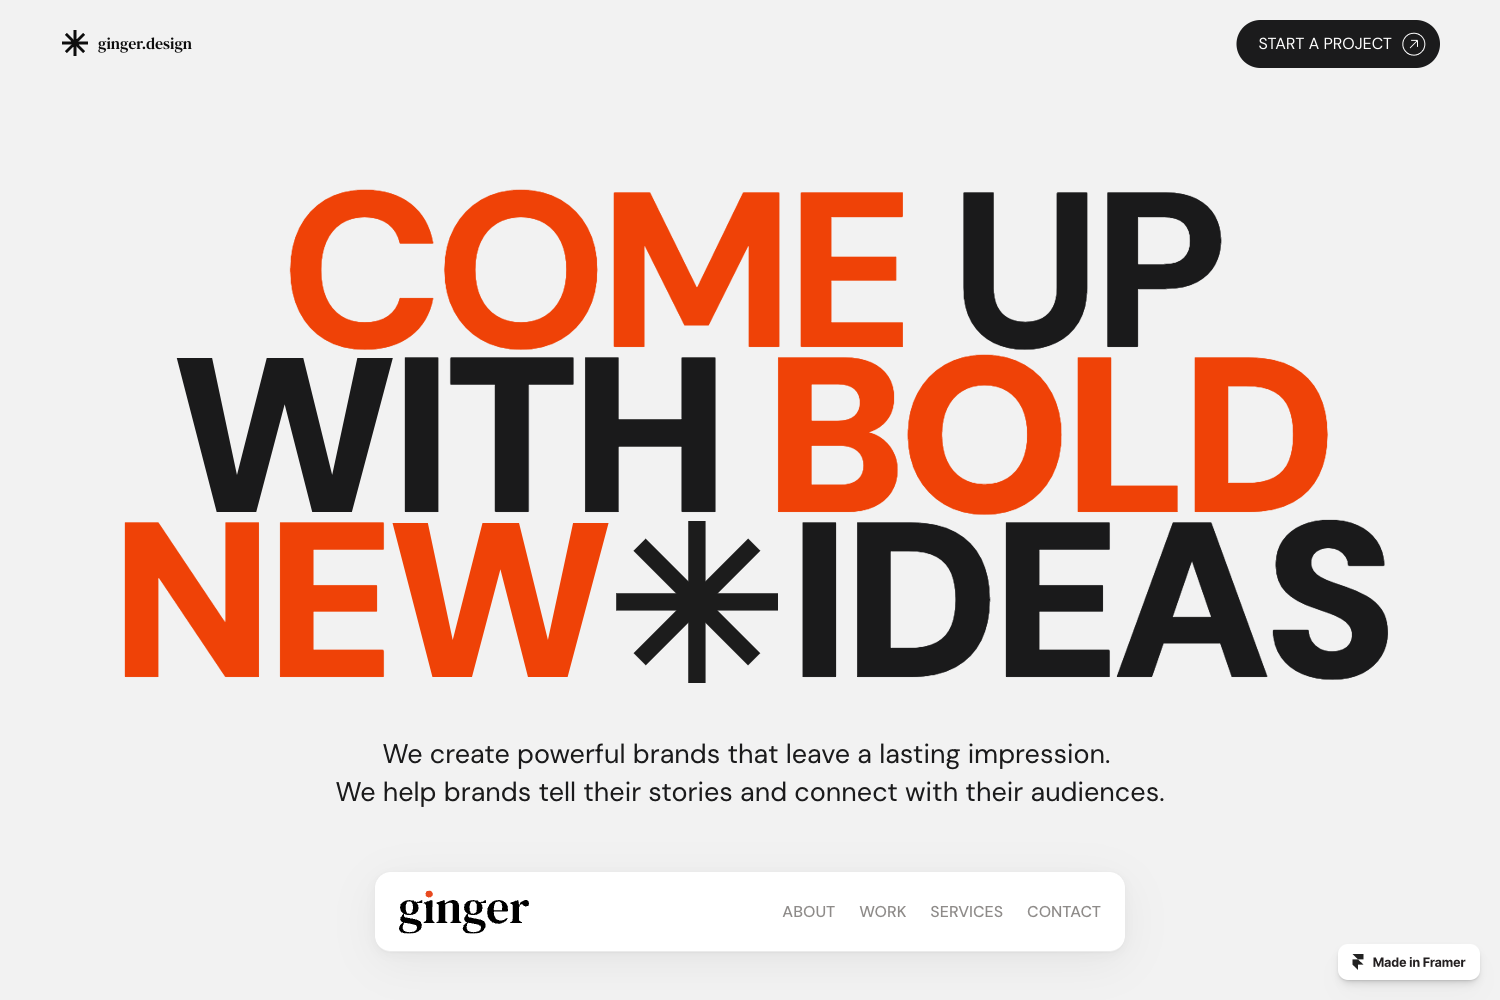 ginger.design
START A PROJECT
COME UP
WITH BOLD
NEW IDEAS
We create powerful brands that leave a lasting impression.
We help brands tell their stories and connect with their audiences.
ginger
ABOUT WORK SERVICES CONTACT
Made in Framer